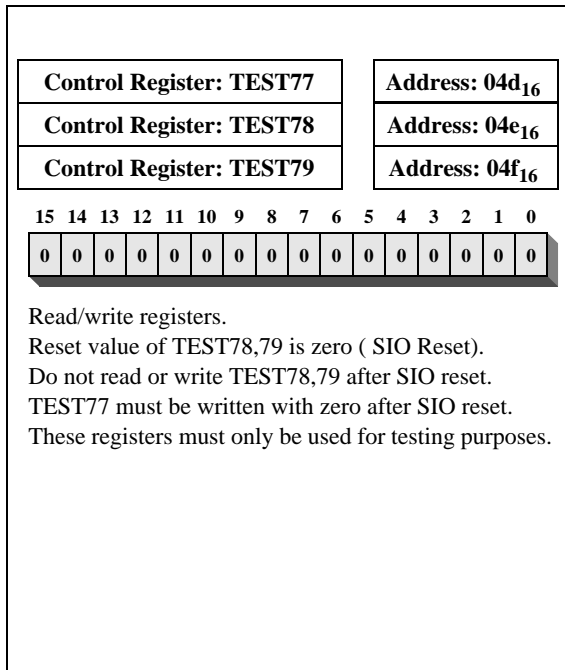 Control Register: TEST77 Address: 04d16
Control Register: TEST78 Address: 04e16
Control Register: TEST79 Address: 04f16
15 14 13 12 11 10 9 8 7 6 5 4 3 2 1 0
0 0 0 0 0 0 0 0 0 0 0 0 0 0 0 0
Read/write registers.
Reset value of TEST78,79 is zero ( SIO Reset).
Do not read or write TEST78,79 after SIO reset.
TEST77 must be written with zero after SIO reset.
These registers must only be used for testing purposes.